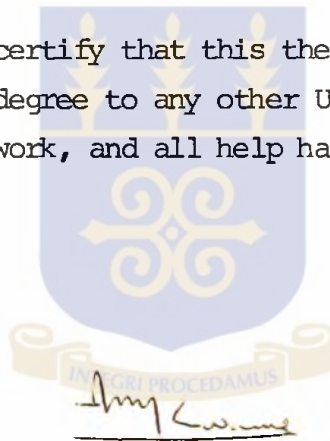 certify that this the
degree to any other U
work, and all help ha
INTEGRI PROCEDAMUS